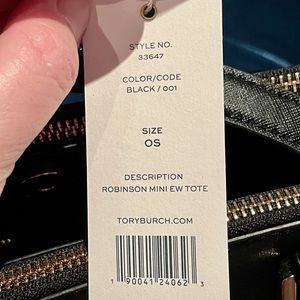 STYLE NO.
33647
COLOR/CODE
BLACK / 001
SIZE
OS
DESCRIPTION
ROBINSON MINI EW TOTE
TORYBURCH.COM
1 90041 24062 3